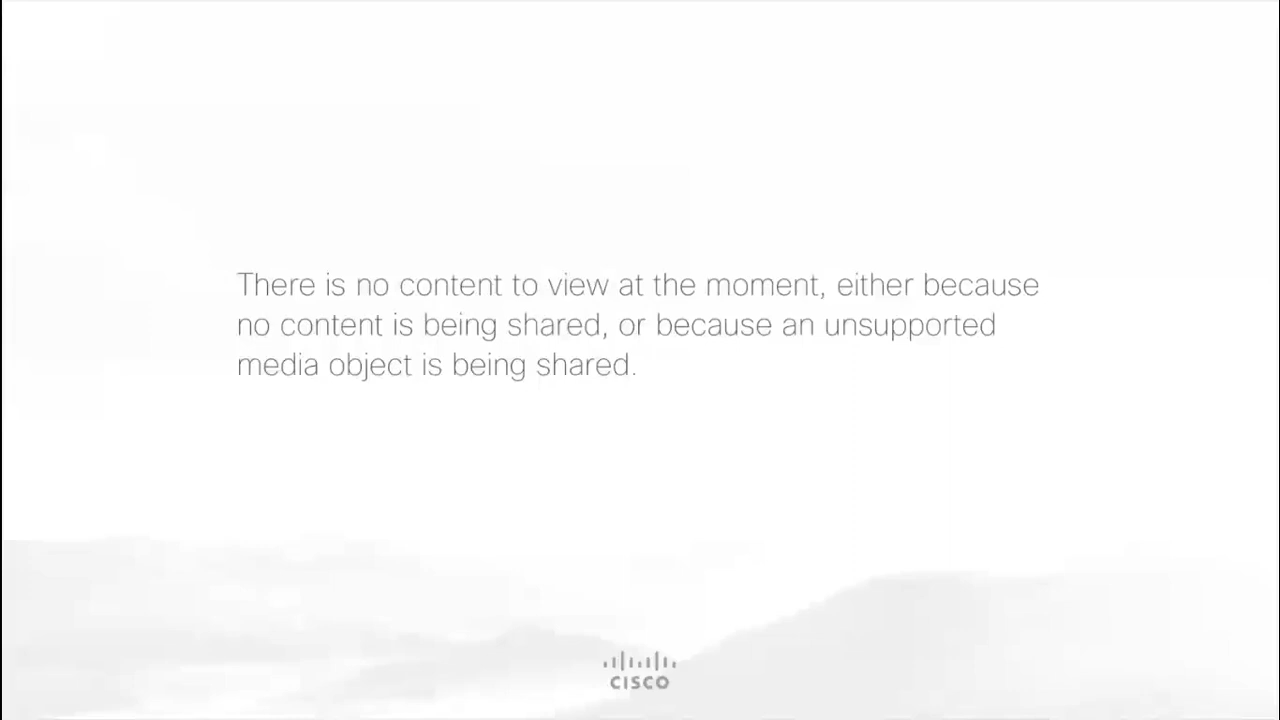 There is no content to view at the moment, either because
no content is being shared, or because an unsupported
media object is being shared.
CISCO